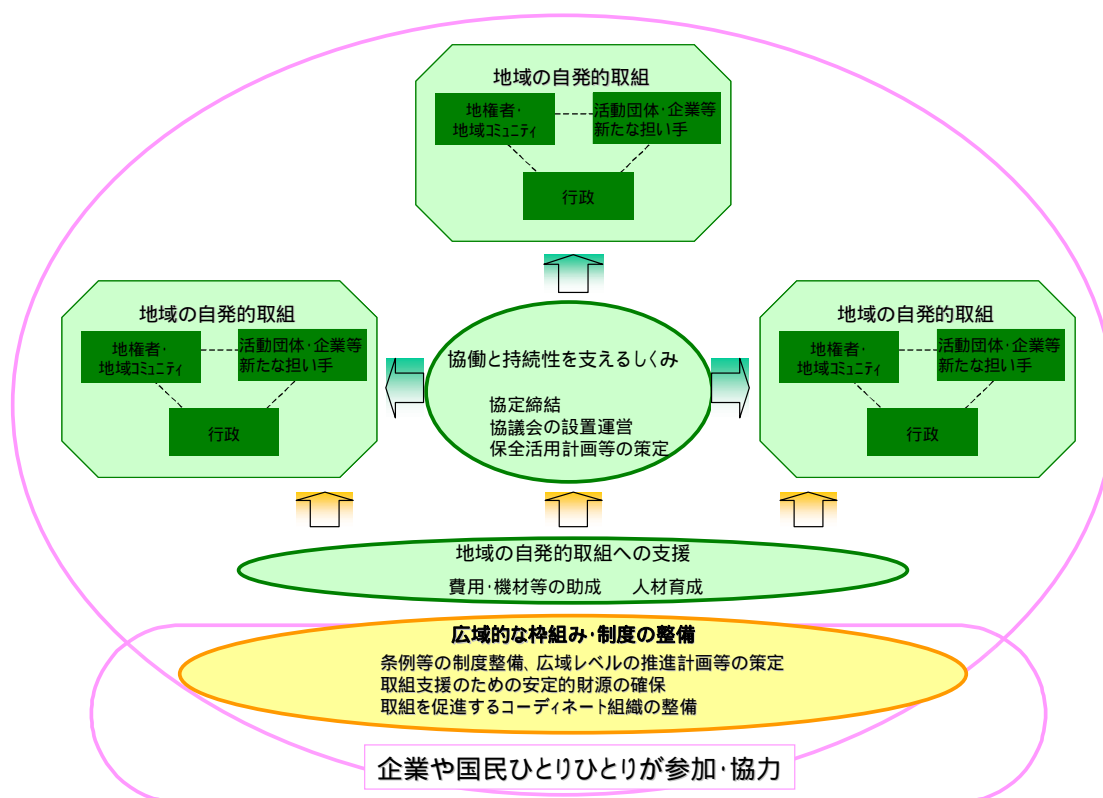 地域の自発的取組
地権者・
地域コミュニティ
活動団体・企業等
新たな担い手
行政
地域の自発的取組
地権者・
地域コミュニティ
活動団体・企業等
新たな担い手
行政
協働と持続性を支えるしくみ
協定締結
協議会の設置運営
保全活用計画等の策定
地域の自発的取組
地権者・
地域コミュニティ
活動団体・企業等
新たな担い手
行政
地域の自発的取組への支援
費用・機材等の助成　人材育成
広域的な枠組み・制度の整備
条例等の制度整備、広域レベルの推進計画等の策定
取組支援のための安定的財源の確保
取組を促進するコーディネート組織の整備
企業や国民ひとりひとりが参加・協力